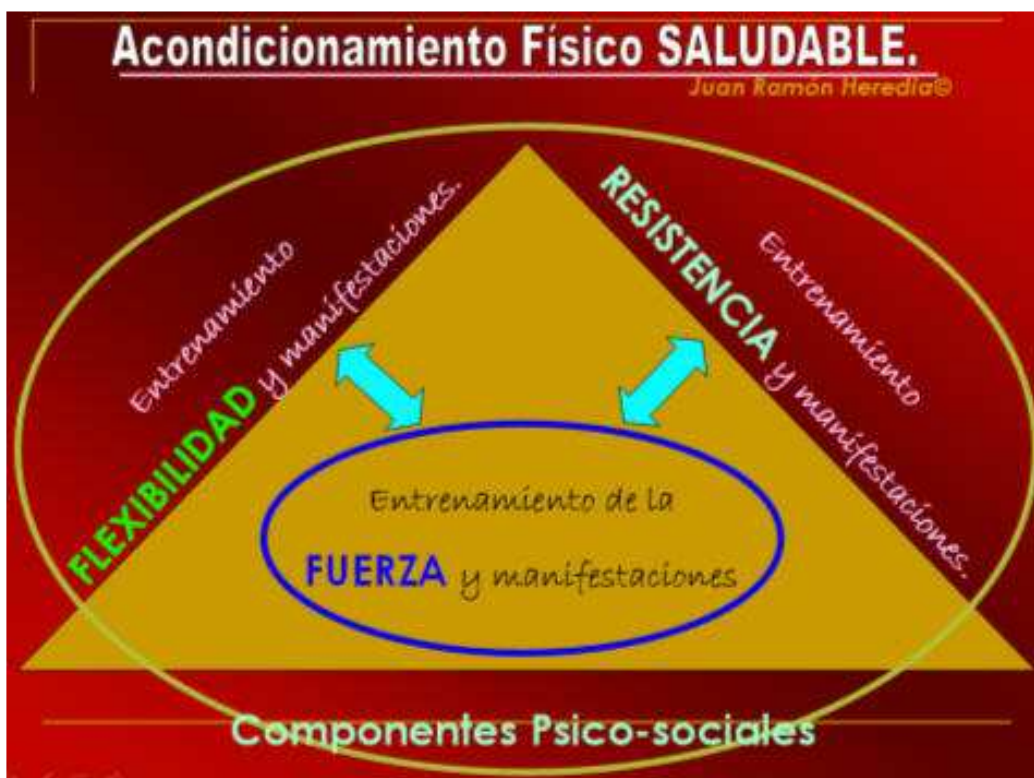 Acondicionamiento Físico SALUDABLE.
Juan Ramón Heredia©
Entrenamiento
FLEXIBILIDAD y manifestaciones.
Entrenamiento
RESISTENCIA y manifestaciones.
Entrenamiento de la
FUERZA y manifestaciones
Componentes Psico-sociales